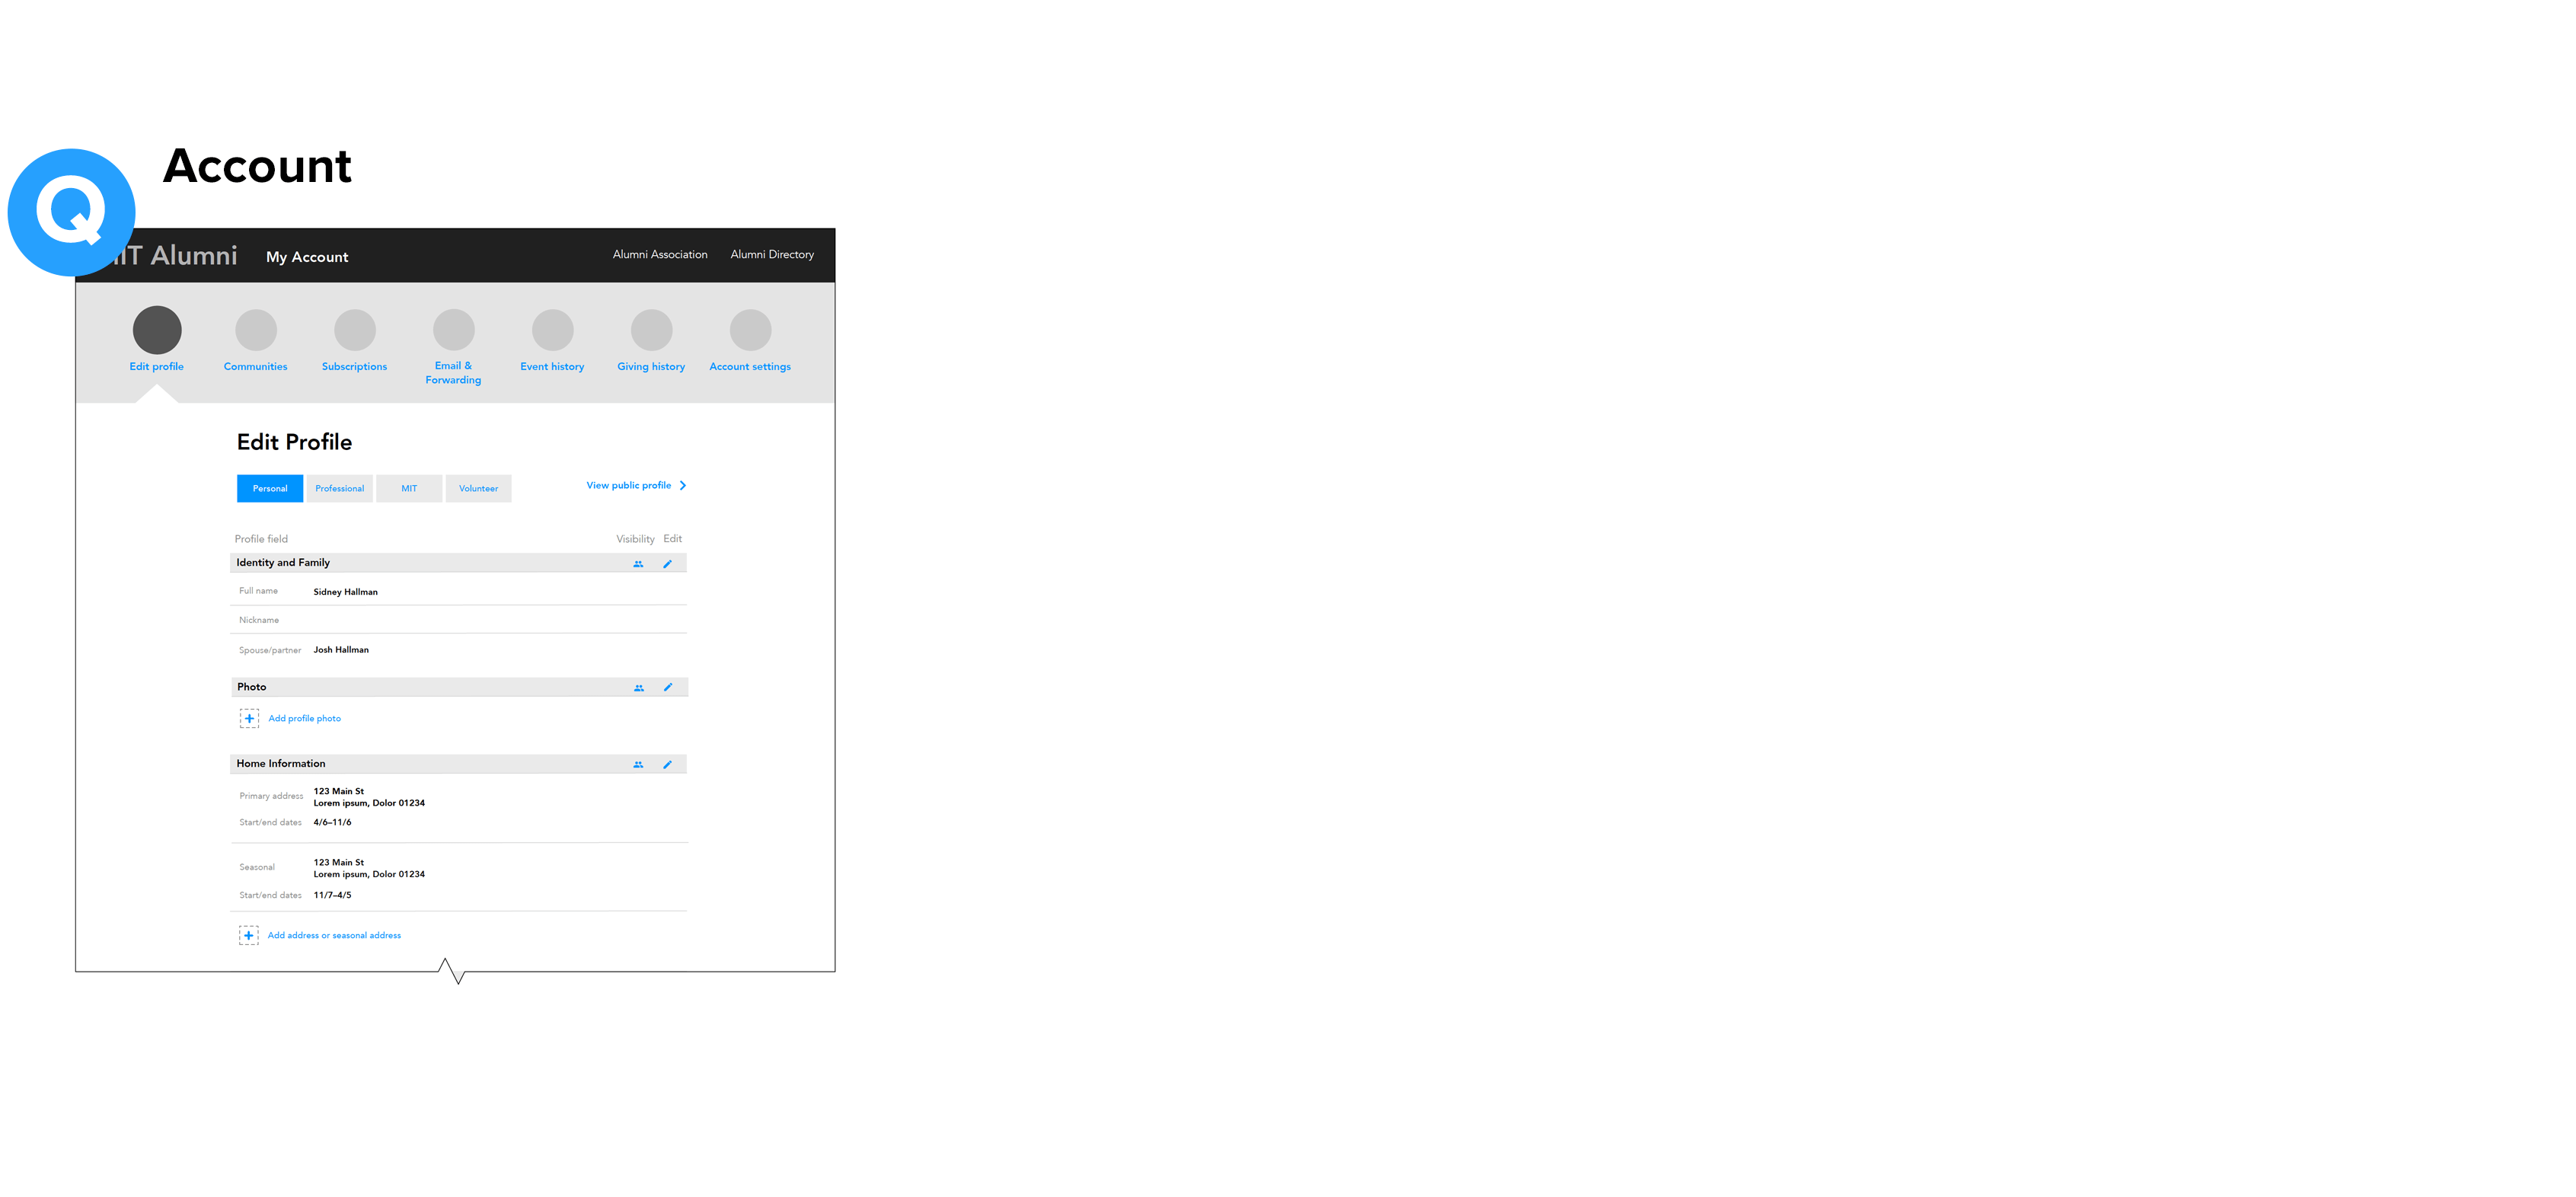 Account
Q
IT Alumni My Account Alumni Association Alumni Directory
Edit profile Communities Subscriptions Email & Forwarding Event history Giving history Account settings
Edit Profile
Personal Professional MIT Volunteer View public profile
Profile field Visibility Edit
Identity and Family
Full name Sidney Hallman
Nickname
Spouse/partner Josh Hallman
Photo
Add profile photo
Home Information
Primary address 123 Main St
Lorem ipsum, Dolor 01234
Start/end dates 4/6–11/6
Seasonal 123 Main St
Lorem ipsum, Dolor 01234
Start/end dates 11/7–4/5
Add address or seasonal address